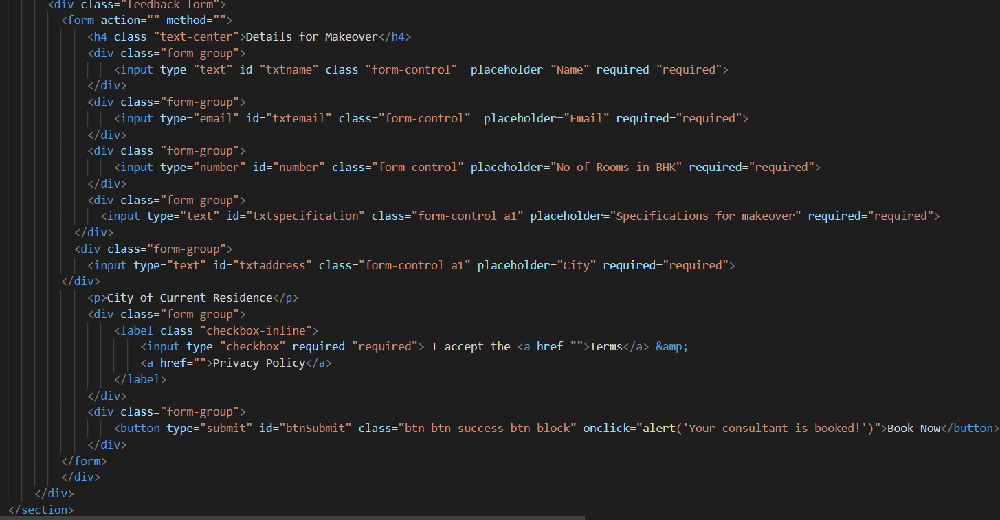 <div class="feedback-form">
<form action="" method="">
<h4 class="text-center">Details for Makeover</h4>
<div class="form-group">
<input type="text" id="txtname" class="form-control"  placeholder="Name" required="required">
</div>
<div class="form-group">
<input type="email" id="txtemail" class="form-control"  placeholder="Email" required="required">
</div>
<div class="form-group">
<input type="number" id="number" class="form-control" placeholder="No of Rooms in BHK" required="required">
</div>
<div class="form-group">
<input type="text" id="txtspecification" class="form-control a1" placeholder="Specifications for makeover" required="required">
</div>
<div class="form-group">
<input type="text" id="txtaddress" class="form-control a1" placeholder="City" required="required">
</div>
<p>City of Current Residence</p>
<div class="form-group">
<label class="checkbox-inline">
<input type="checkbox" required="required"> I accept the <a href="">Terms</a> &amp;
<a href="">Privacy Policy</a>
</label>
</div>
<div class="form-group">
<button type="submit" id="btnSubmit" class="btn btn-success btn-block" onclick="alert('Your consultant is booked!')">Book Now</button>
</div>
</form>
</div>
</div>
</section>